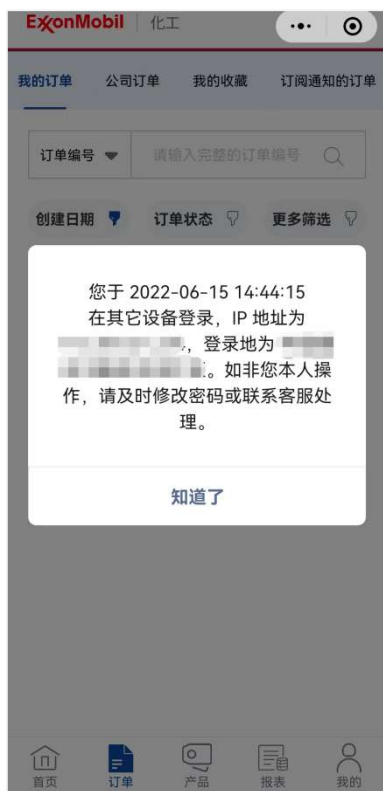 ExxonMobil 化工
我的订单 公司订单 我的收藏 订阅通知的订单
订单编号 请输入完整的订单编号
创建日期 订单状态 更多筛选
您于 2022-06-15 14:44:15
在其它设备登录，IP 地址为
，登录地为
。如非您本人操
作，请及时修改密码或联系客服处
理。
知道了
首页 订单 产品 报表 我的